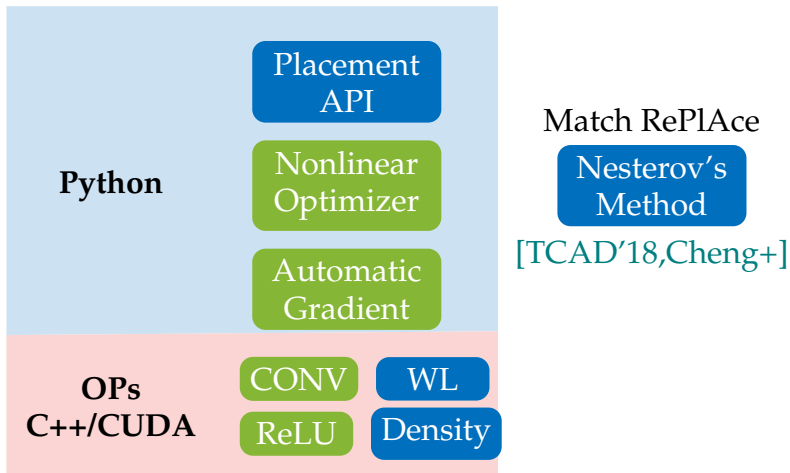 Placement
API
Python
Nonlinear
Optimizer
Automatic
Gradient
Match RePlAce
Nesterov's
Method
[TCAD'18,Cheng+]
OPs
C++/CUDA
CONV
WL
ReLU
Density